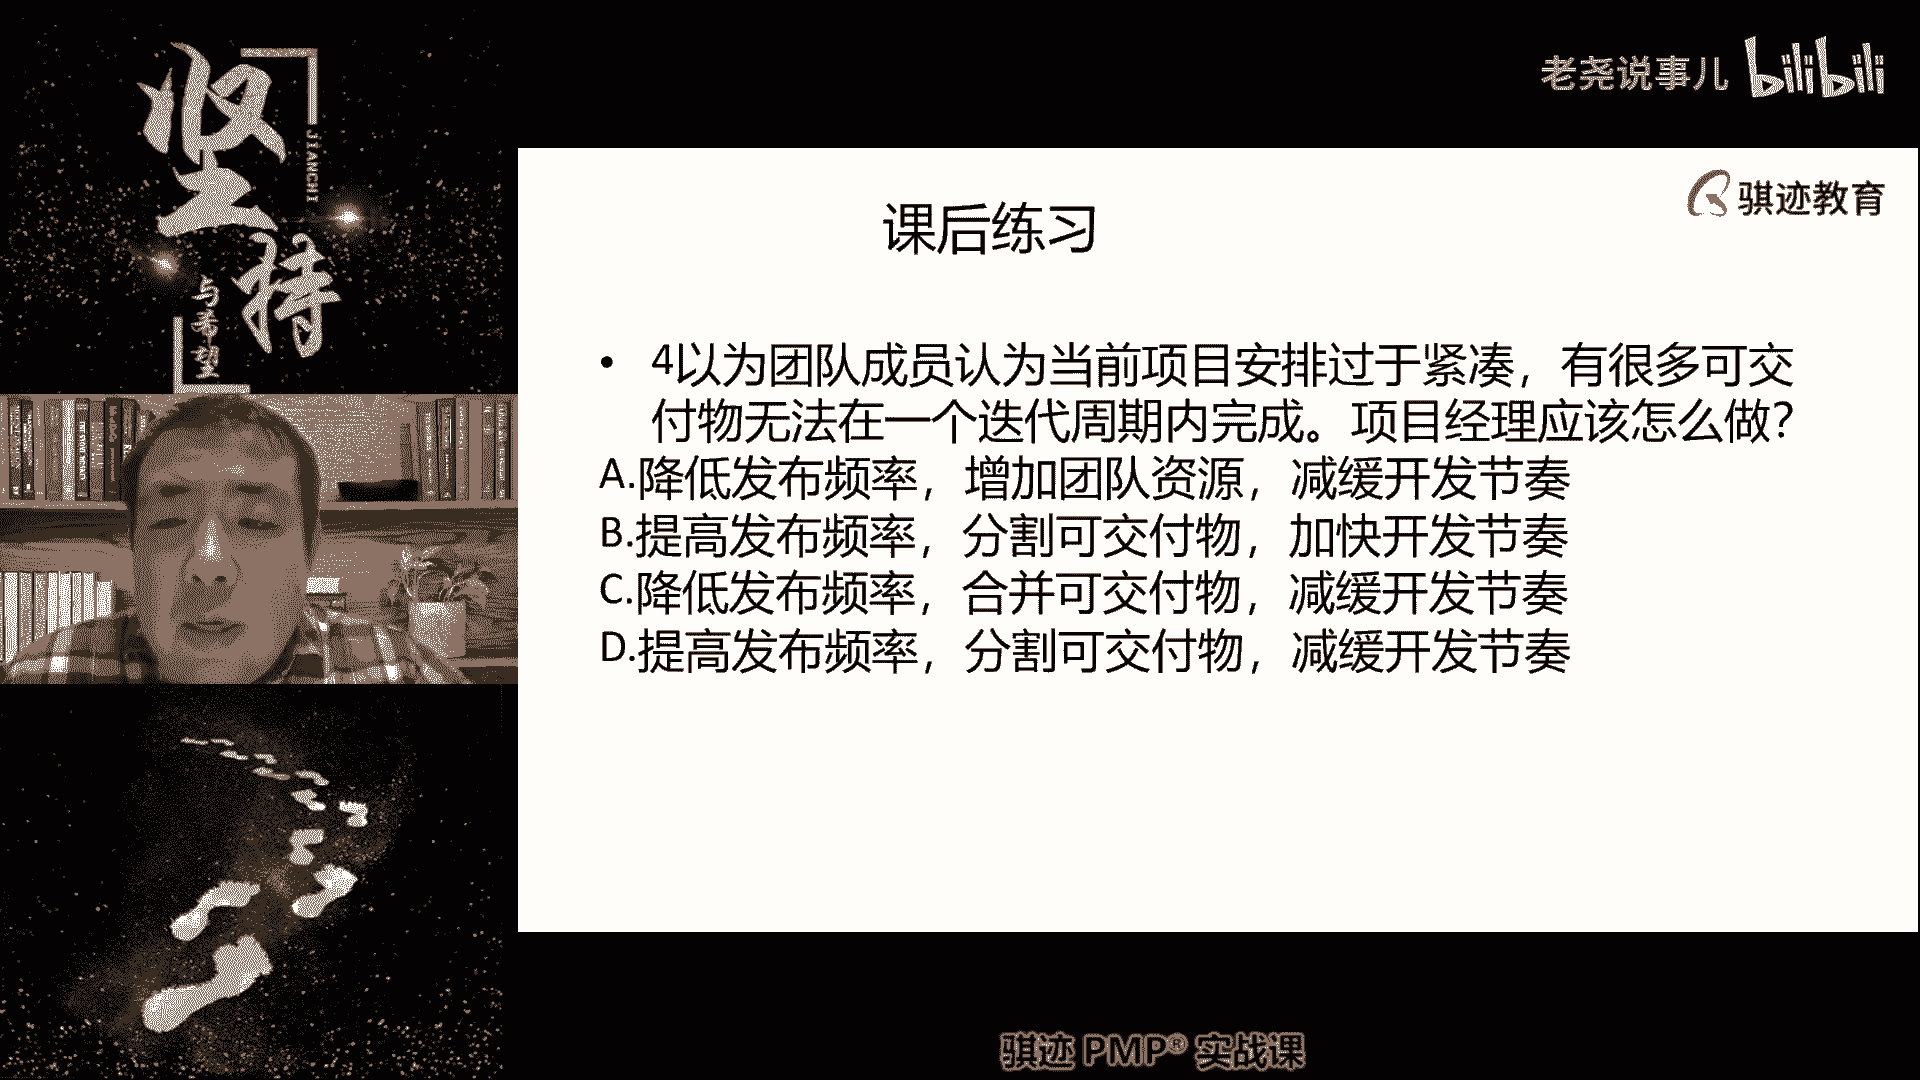 坚持
JIANCHI
与希望
老尧说事儿 bilibili
骐迹教育
课后练习
• 4以为团队成员认为当前项目安排过于紧凑，有很多可交
付物无法在一个迭代周期内完成。项目经理应该怎么做？
A.降低发布频率，增加团队资源，减缓开发节奏
B.提高发布频率，分割可交付物，加快开发节奏
C.降低发布频率，合并可交付物，减缓开发节奏
D.提高发布频率，分割可交付物，减缓开发节奏
骐迹 PMP® 实战课